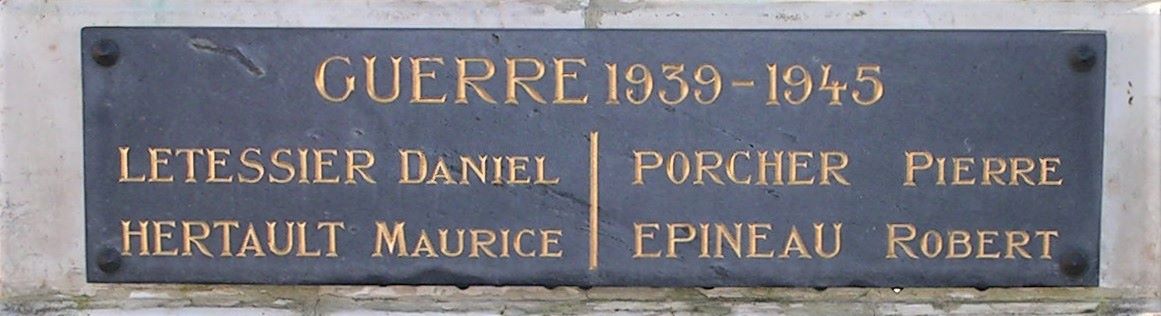 GUERRE 1939-1945
LETESSIER DANIEL
HERTAULT MAURICE
PORCHER PIERRE
EPINEAU ROBERT